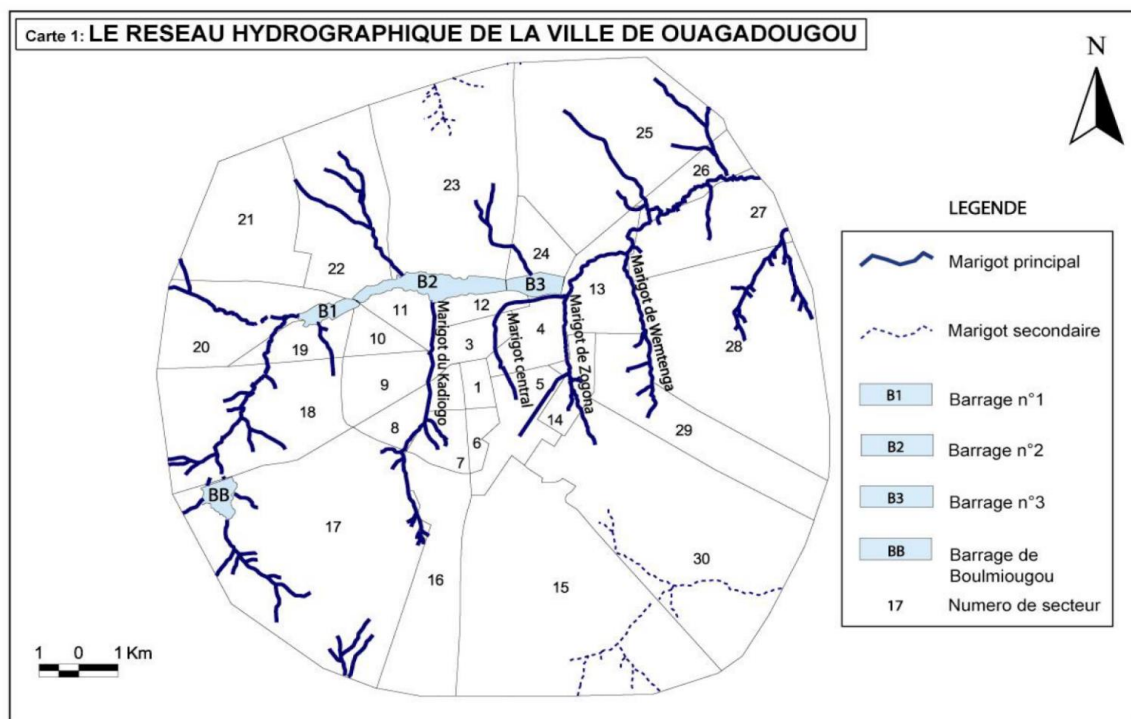 Carte 1: LE RESEAU HYDROGRAPHIQUE DE LA VILLE DE OUAGADOUGOU
N
25
26
23
27
21
24
22
B2
B3
13
B1
12
11
Marigot du Kadiogo
Marigot central
Marigot de Zogona
Marigot de Wemtenga
20
19
10
3
4
28
9
1
5
18
8
14
6
29
7
BB
17
30
16
15
1 0 1 Km
LEGENDE
Marigot principal
Marigot secondaire
B1 Barrage n°1
B2 Barrage n°2
B3 Barrage n°3
BB Barrage de
Boulmiougou
17 Numero de secteur